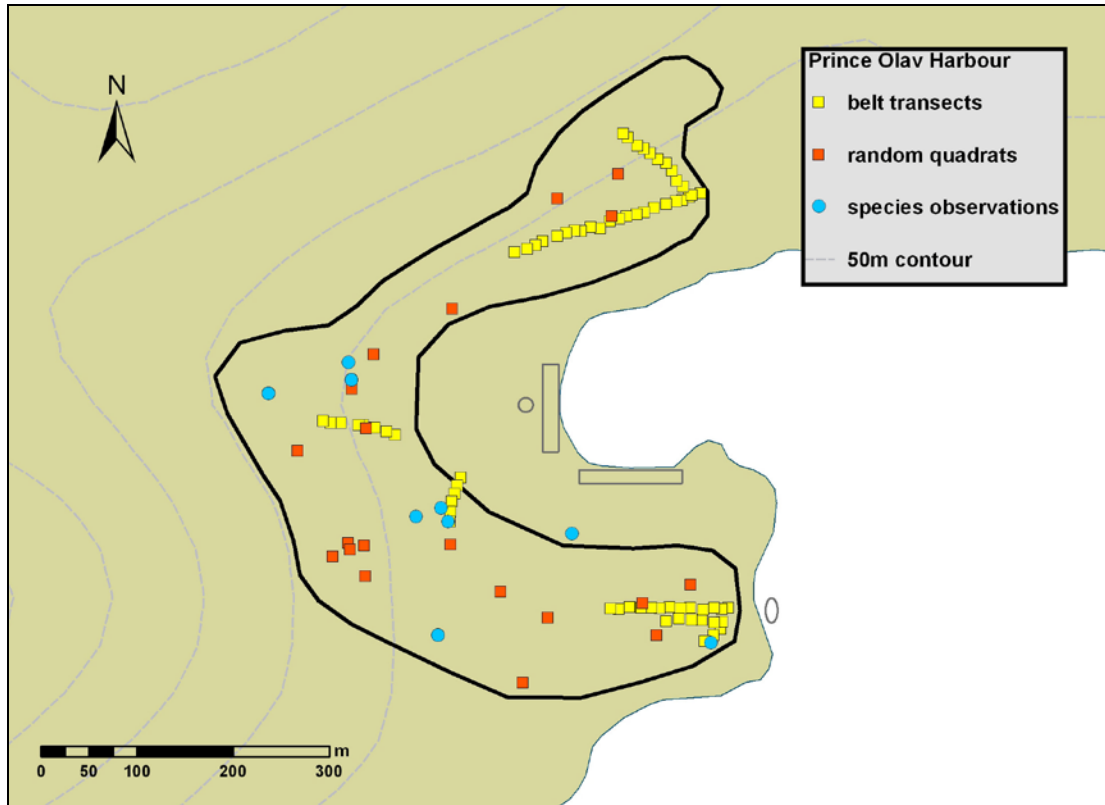 N
Prince Olav Harbour
belt transects
random quadrats
species observations
50m contour
m
0 50 100 200 300